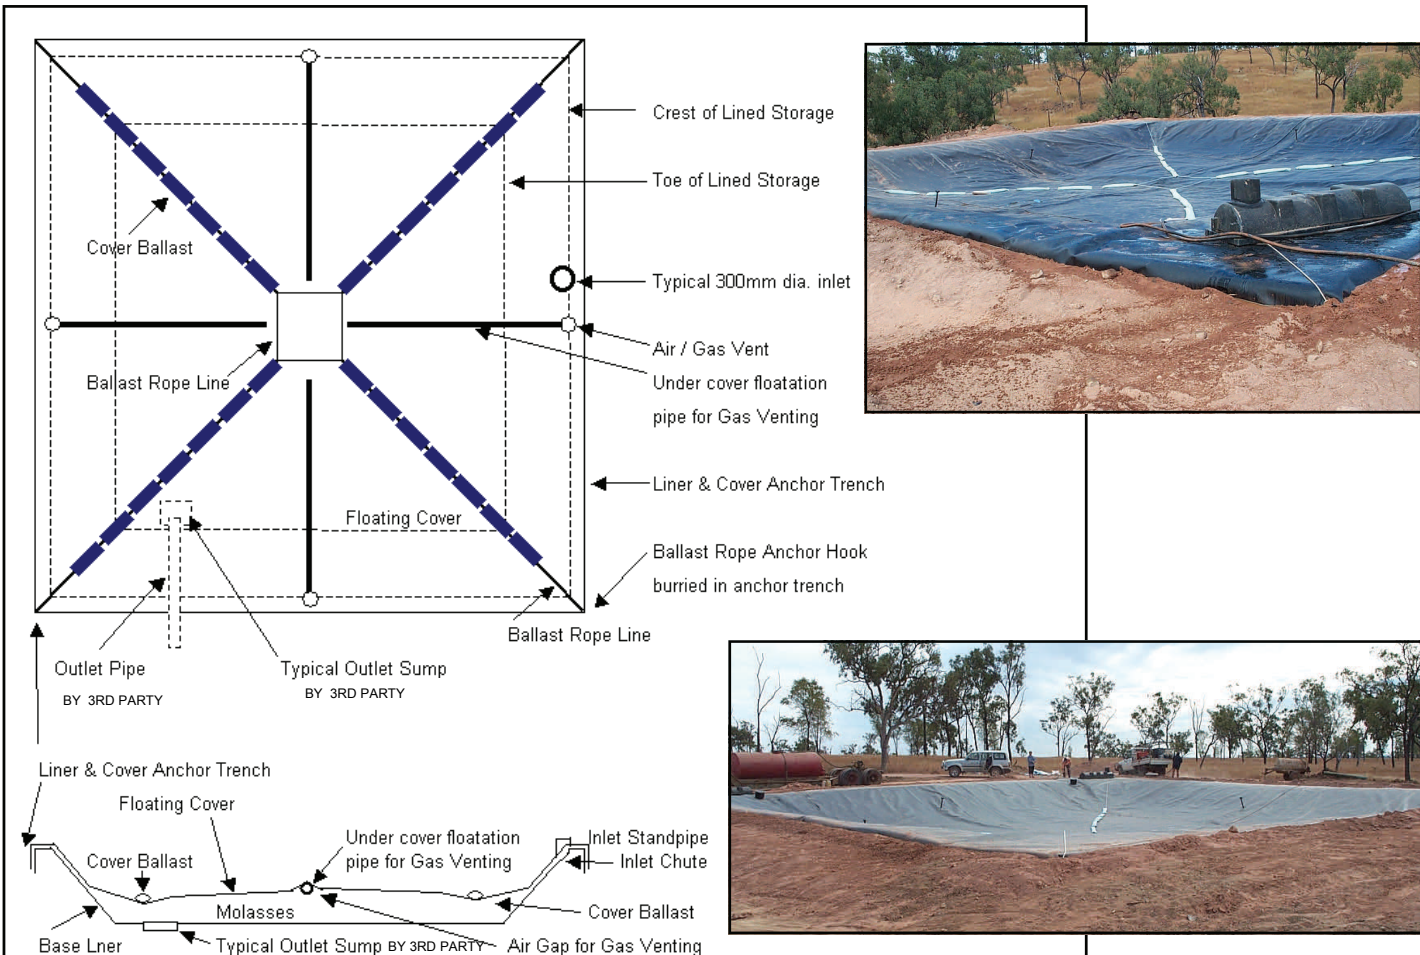 Crest of Lined Storage
Toe of Lined Storage
Cover Ballast
Typical 300mm dia. inlet
Air / Gas Vent
Ballast Rope Line
Under cover floatation
pipe for Gas Venting
Liner & Cover Anchor Trench
Floating Cover
Ballast Rope Anchor Hook
burried in anchor trench
Ballast Rope Line
Outlet Pipe
BY 3RD PARTY
Typical Outlet Sump
BY 3RD PARTY
Liner & Cover Anchor Trench
Floating Cover
Under cover floatation
pipe for Gas Venting
Inlet Standpipe
Inlet Chute
Cover Ballast
Molasses
Cover Ballast
Base Lner
Typical Outlet Sump BY 3RD PARTY
Air Gap for Gas Venting